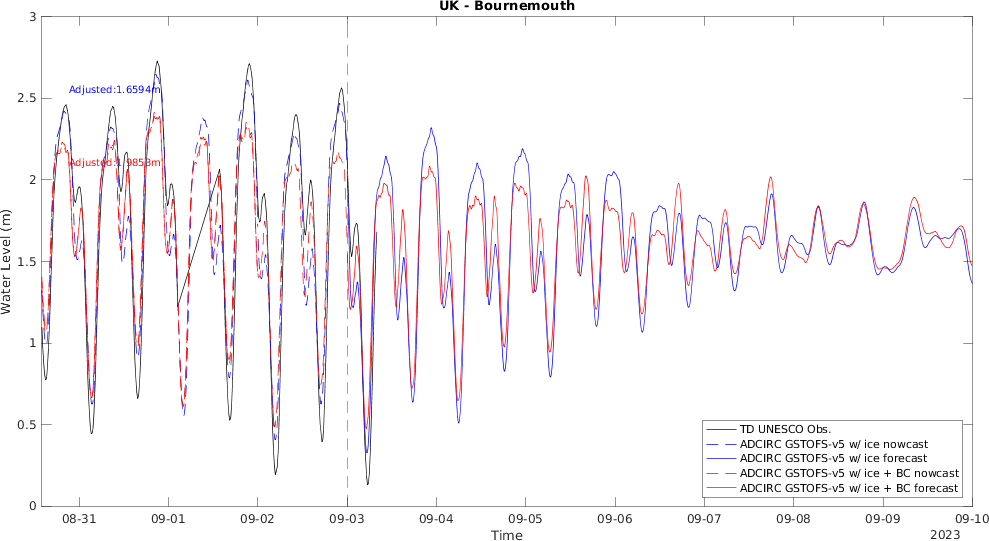 UK - Bournemouth
3
2.5
2
1.5
1
0.5
0
Water Level (m)
Adjusted:1.6594m
Adjusted:1.9853m
TD UNESCO Obs.
ADCIRC GSTOFS-v5 w/ ice nowcast
ADCIRC GSTOFS-v5 w/ ice forecast
ADCIRC GSTOFS-v5 w/ ice + BC nowcast
ADCIRC GSTOFS-v5 w/ ice + BC forecast
08-31 09-01 09-02 09-03 09-04 09-05 09-06 09-07 09-08 09-09 09-10
Time
2023